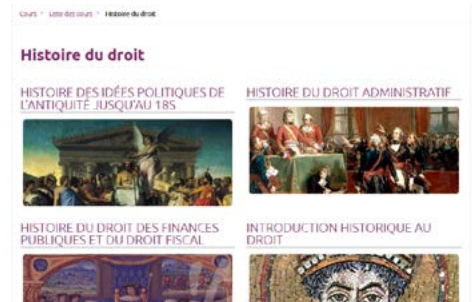 Cours > Liste des cours > Histoire du droit
Histoire du droit
HISTOIRE DES IDÉES POLITIQUES DE
L'ANTIQUITÉ JUSQU'AU 18S
HISTOIRE DU DROIT ADMINISTRATIF
HISTOIRE DU DROIT DES FINANCES
PUBLIQUES ET DU DROIT FISCAL
INTRODUCTION HISTORIQUE AU
DROIT